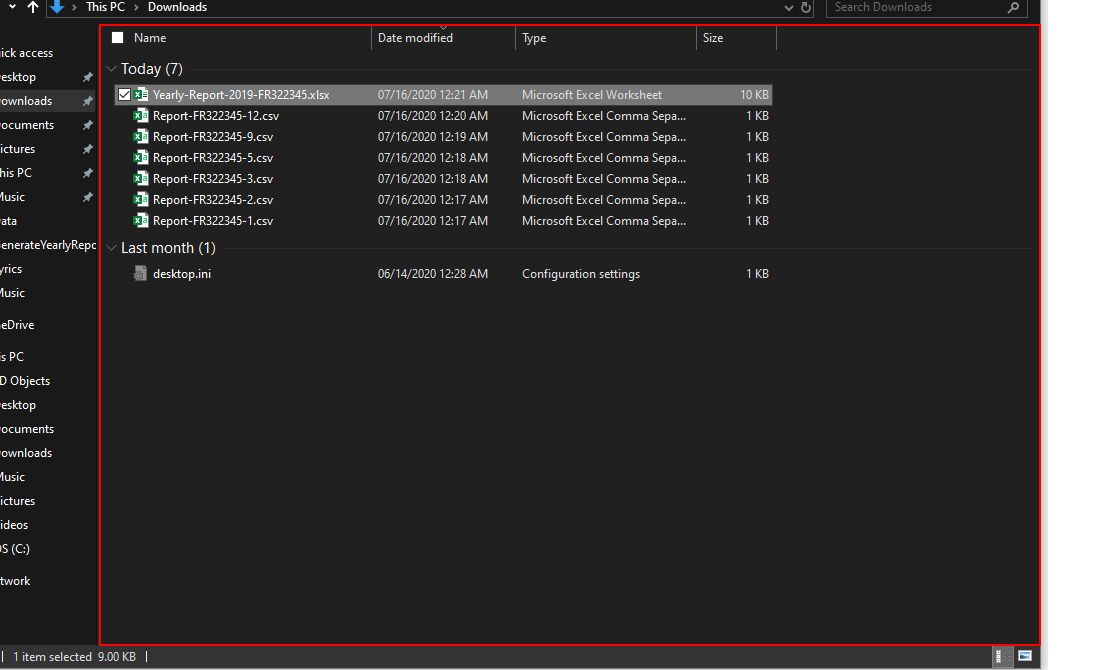 This PC > Downloads
Search Downloads
ick access
esktop
ownloads
ocuments
ictures
his PC
Music
ata
enerateYearlyRepo
yrics
Music
eDrive
is PC
D Objects
esktop
ocuments
ownloads
Music
ictures
ideos
OS (C:)
twork
Name Date modified Type Size
Today (7)
Yearly-Report-2019-FR322345.xlsx 07/16/2020 12:21 AM Microsoft Excel Worksheet 10 KB
Report-FR322345-12.csv 07/16/2020 12:20 AM Microsoft Excel Comma Sepa... 1 KB
Report-FR322345-9.csv 07/16/2020 12:19 AM Microsoft Excel Comma Sepa... 1 KB
Report-FR322345-5.csv 07/16/2020 12:18 AM Microsoft Excel Comma Sepa... 1 KB
Report-FR322345-3.csv 07/16/2020 12:18 AM Microsoft Excel Comma Sepa... 1 KB
Report-FR322345-2.csv 07/16/2020 12:17 AM Microsoft Excel Comma Sepa... 1 KB
Report-FR322345-1.csv 07/16/2020 12:17 AM Microsoft Excel Comma Sepa... 1 KB
Last month (1)
desktop.ini 06/14/2020 12:28 AM Configuration settings 1 KB
1 item selected 9.00 KB